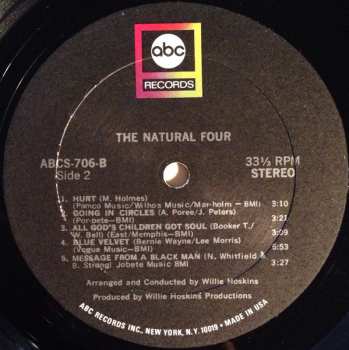 abc
RECORDS
THE NATURAL FOUR
ABCS-706-B
Side 2
33⅓ RPM
STEREO
1. HURT (M. Holmes)
(Pamco Music/Wilhos Music/Mar-holm — BMI) 3:10
2. GOING IN CIRCLES (A. Poree/J. Peters)
(Por-pete—BMI) 3:21
3. ALL GOD'S CHILDREN GOT SOUL (Booker T./
W. Bell) (East/Memphis—BMI) 3:09
4. BLUE VELVET (Bernie Wayne/Lee Morris)
(Vogue Music—BMI) 6:53
5. MESSAGE FROM A BLACK MAN (N. Whitfield/
B. Strong) Jobete Music BMI 3:27
Arranged and Conducted by Willie Hoskins
Produced by Willie Hoskins Productions
ABC RECORDS INC, NEW YORK, N.Y. 10019 • MADE IN USA